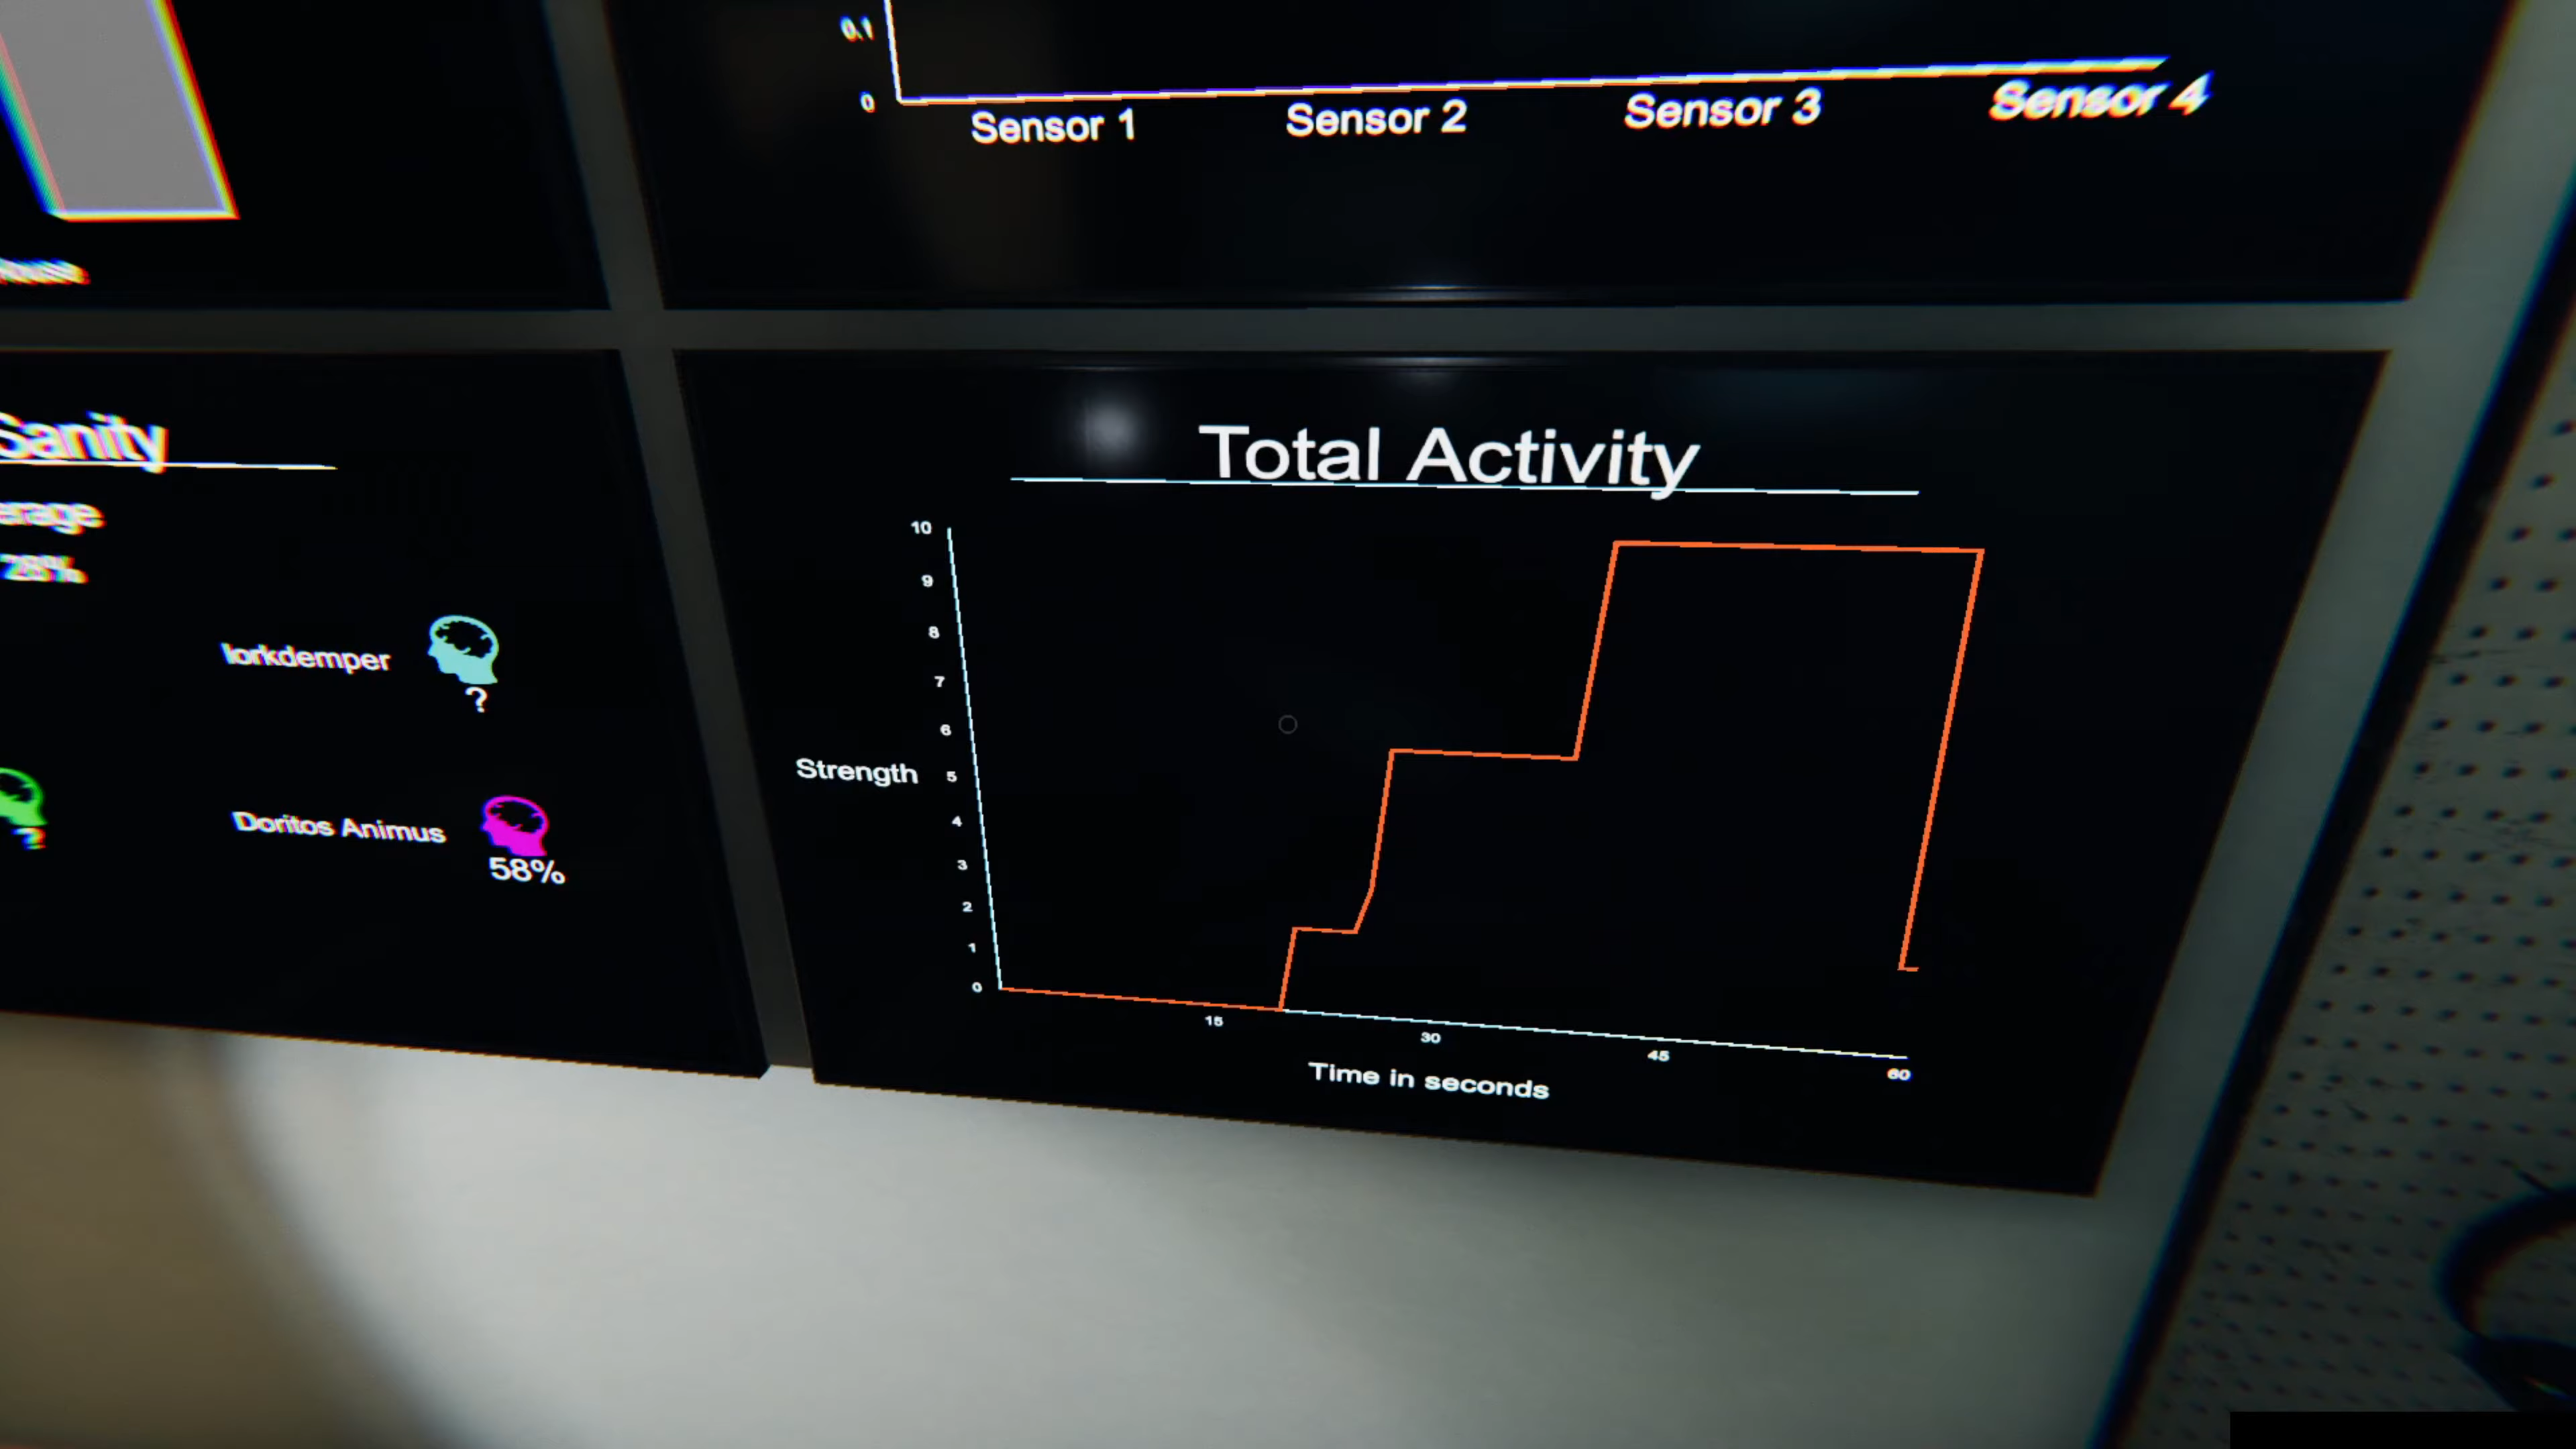 0.1
0
Sensor 1 Sensor 2 Sensor 3 Sensor 4
Sanity
erage
28%
lorkdemper
?
?
Doritos Animus
58%
Total Activity
10
9
8
7
6
Strength 5
4
3
2
1
0
15 30 45 60
Time in seconds